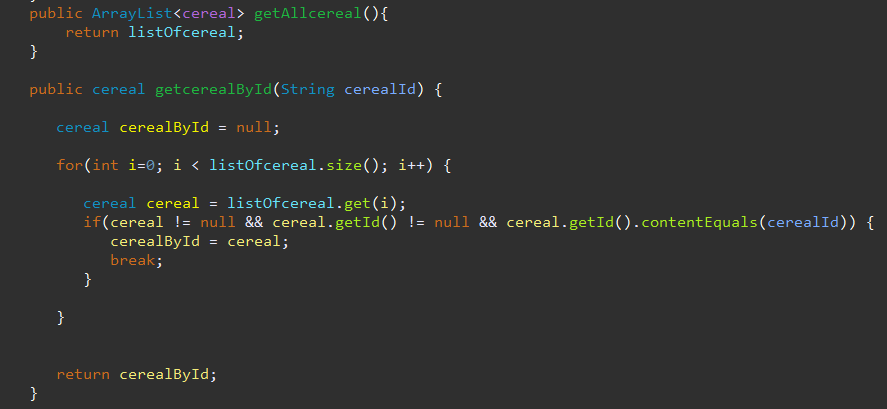 public ArrayList<cereal> getAllcereal(){
return listOfcereal;
}
public cereal getcerealById(String cerealId) {
cereal cerealById = null;
for(int i=0; i < listOfcereal.size(); i++) {
cereal cereal = listOfcereal.get(i);
if(cereal != null && cereal.getId() != null && cereal.getId().contentEquals(cerealId)) {
cerealById = cereal;
break;
}
}
return cerealById;
}